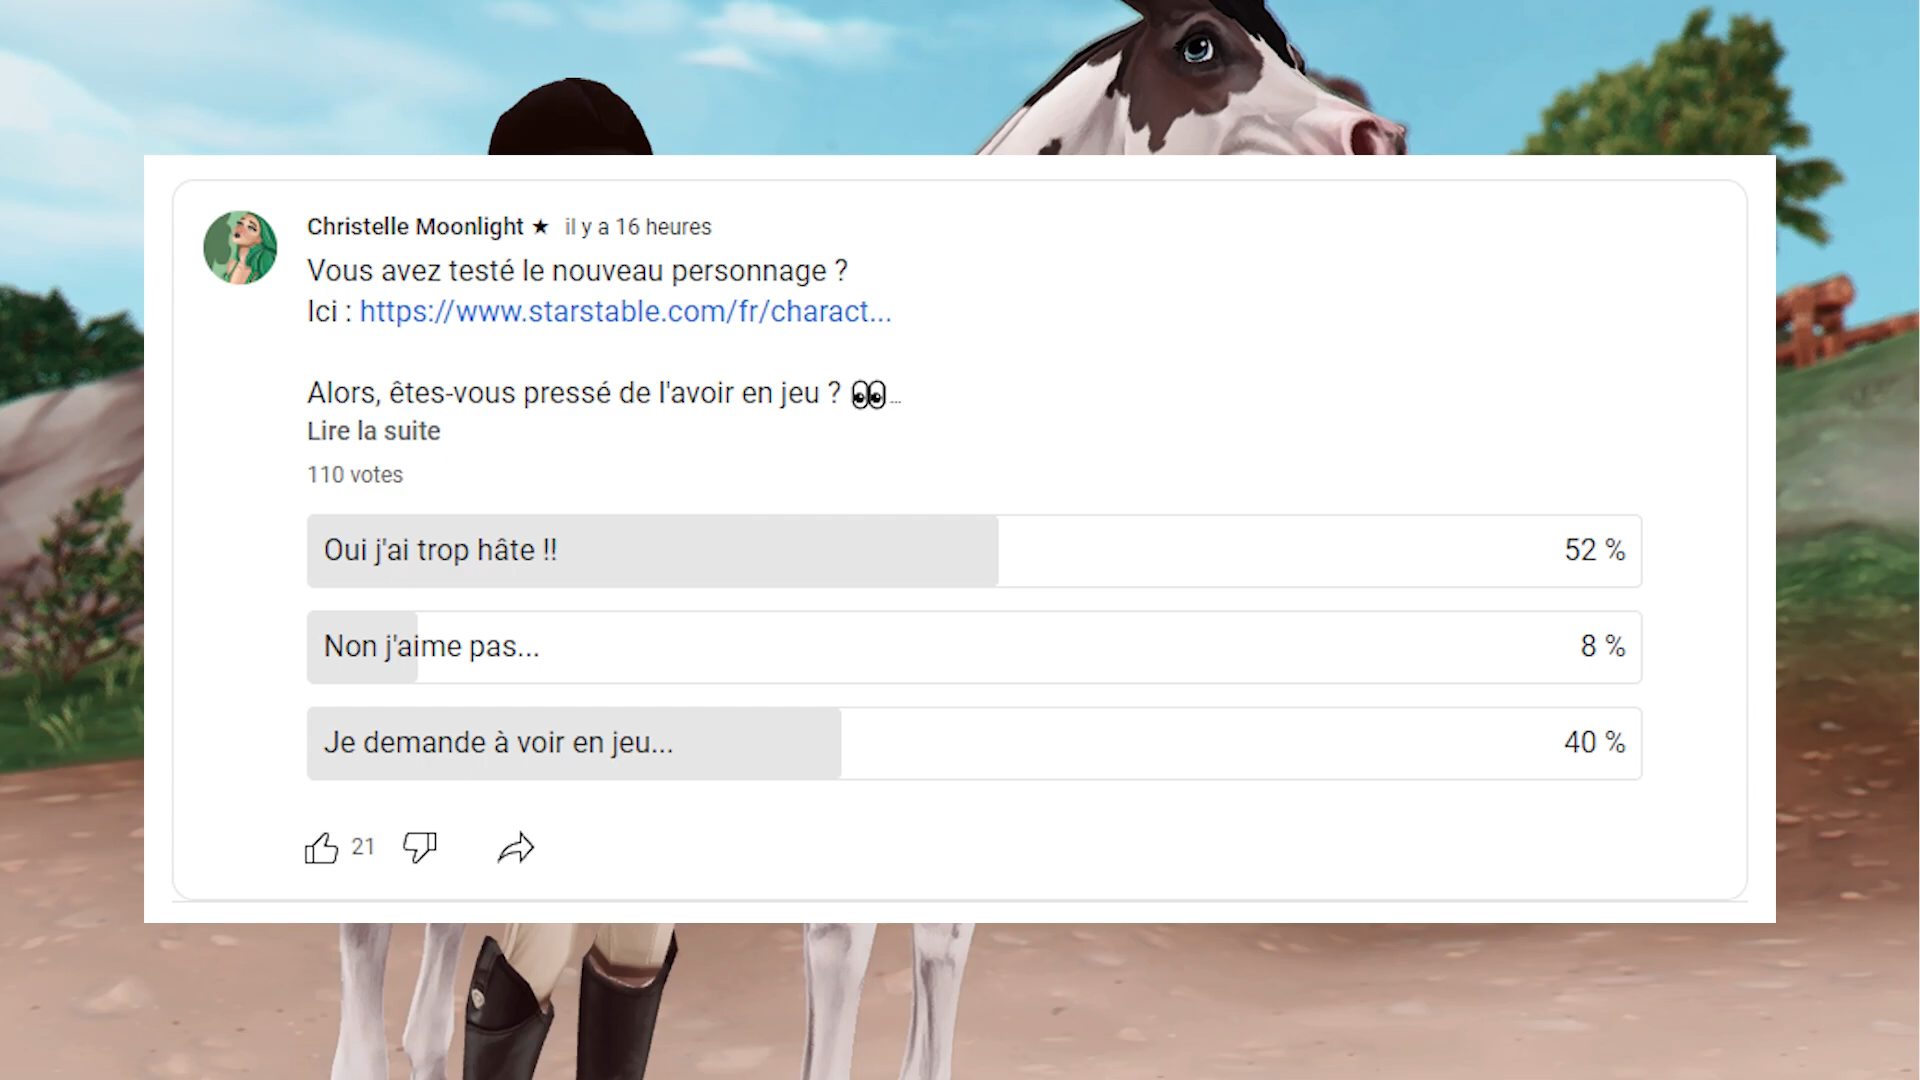 Christelle Moonlight ★ il y a 16 heures
Vous avez testé le nouveau personnage ?
Ici : https://www.starstable.com/fr/charact...
Alors, êtes-vous pressé de l'avoir en jeu ? 👀...
Lire la suite
110 votes
Oui j'ai trop hâte !! 52 %
Non j'aime pas... 8 %
Je demande à voir en jeu... 40 %
21